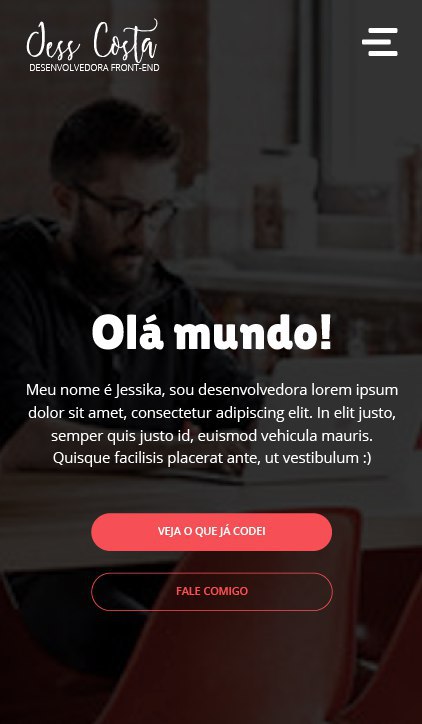 Jess Costa
DESENVOLVEDORA FRONT-END
Olá mundo!
Meu nome é Jessika, sou desenvolvedora lorem ipsum
dolor sit amet, consectetur adipiscing elit. In elit justo,
semper quis justo id, euismod vehicula mauris.
Quisque facilisis placerat ante, ut vestibulum :)
VEJA O QUE JÁ CODEI
FALE COMIGO